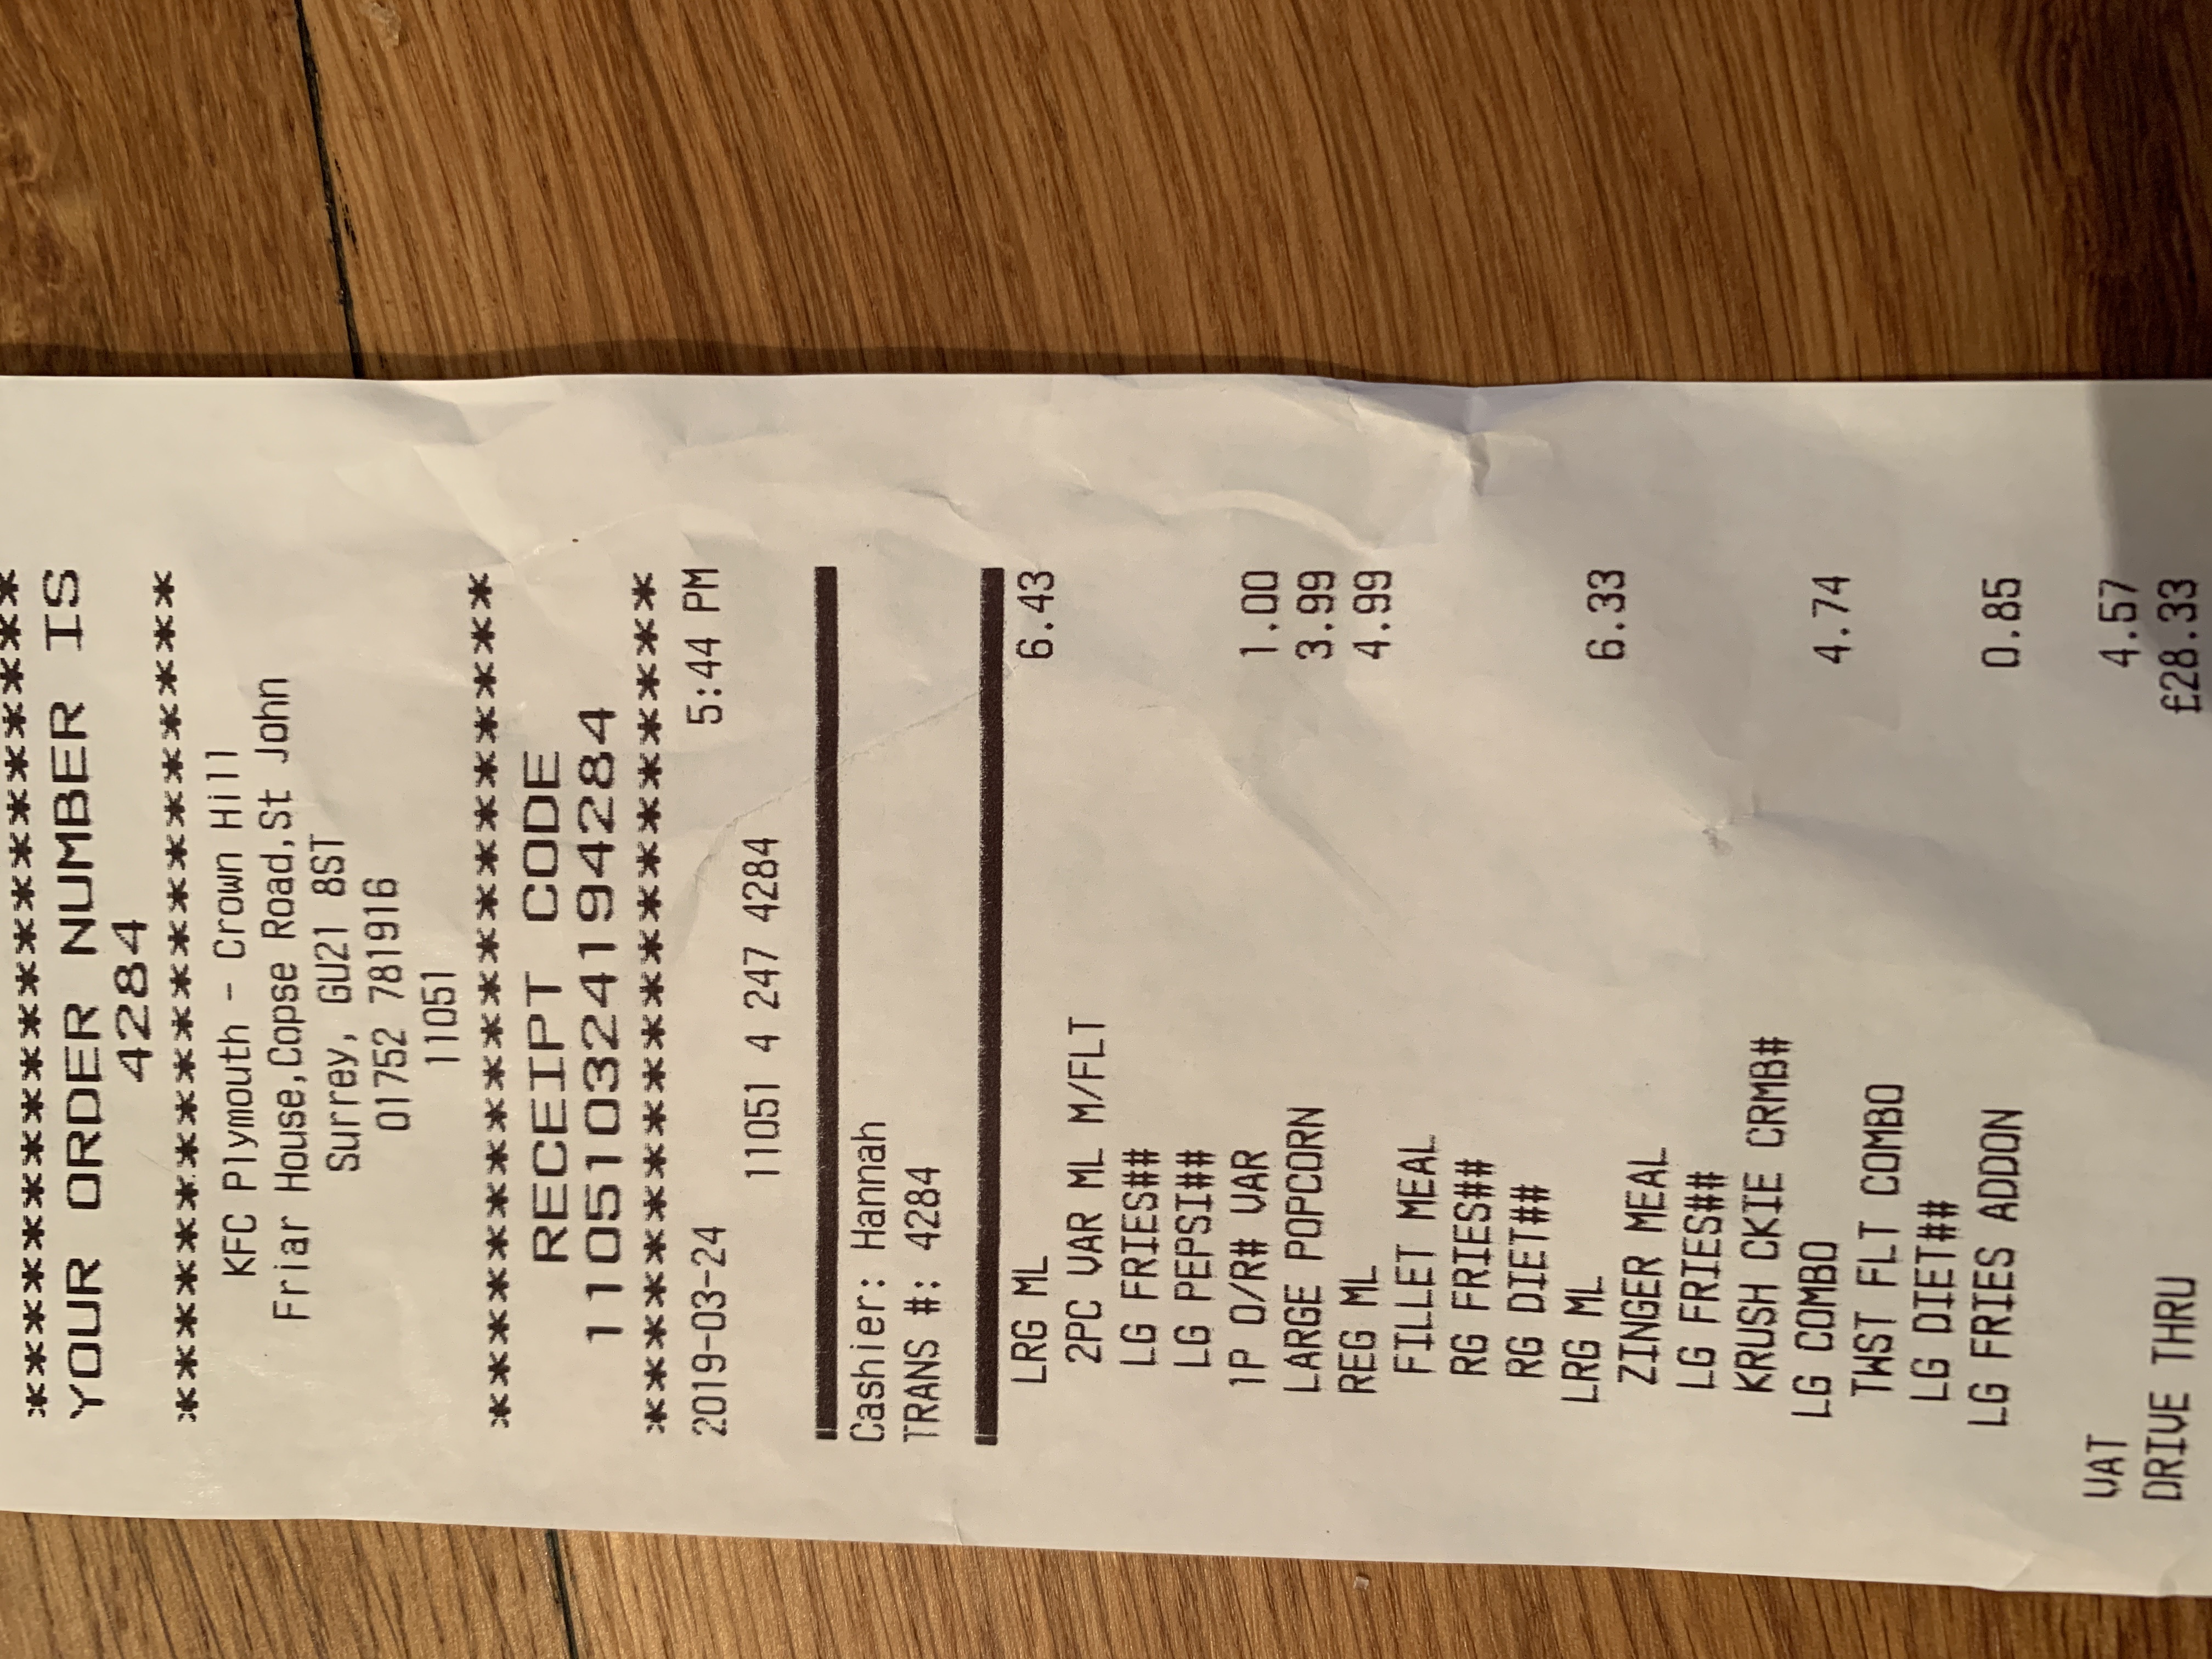 **************************
YOUR ORDER NUMBER IS
4284
**************************
KFC Plymouth - Crown Hill
Friar House,Copse Road,St John
Surrey, GU21 8ST
01752 781916
11051
**************************
RECEIPT CODE
110510324194284
**************************
2019-03-24 5:44 PM
11051 4 247 4284
Cashier: Hannah
TRANS #: 4284
LRG ML 6.43
2PC VAR ML M/FLT
LG FRIES##
LG PEPSI##
1P O/R# VAR 1.00
LARGE POPCORN 3.99
REG ML 4.99
FILLET MEAL
RG FRIES##
RG DIET##
LRG ML 6.33
ZINGER MEAL
LG FRIES##
KRUSH CKIE CRMB#
LG COMBO 4.74
TWST FLT COMBO
LG DIET##
LG FRIES ADDON 0.85
VAT 4.57
DRIVE THRU £28.33